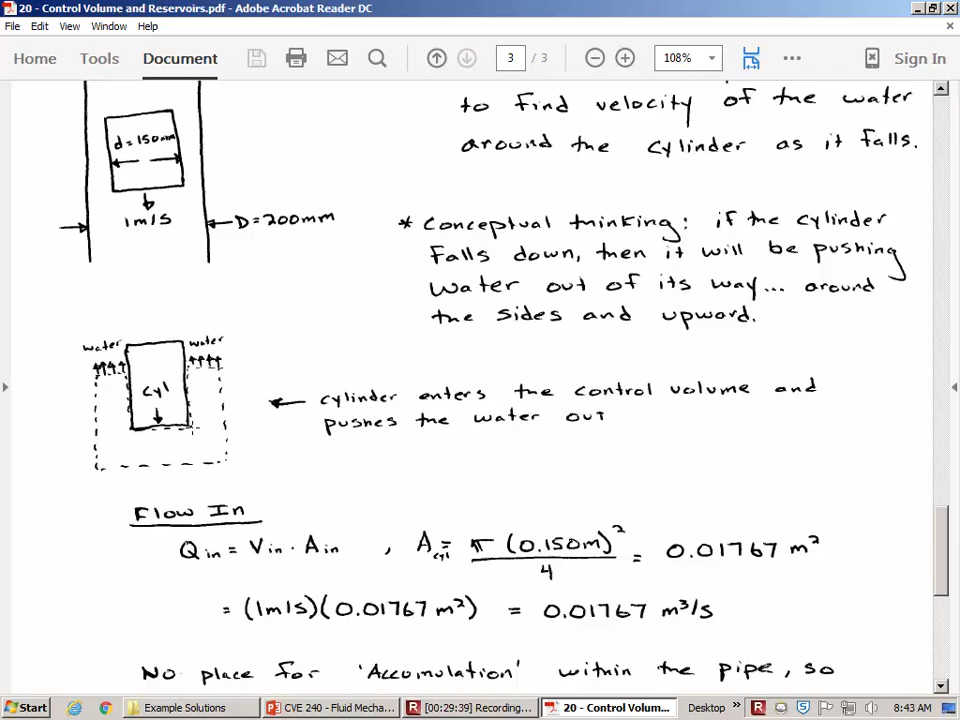 20 - Control Volume and Reservoirs.pdf - Adobe Acrobat Reader DC
File Edit View Window Help
Home Tools Document 3 / 3 108% Sign In
to find velocity of the water
around the cylinder as it falls.
d = 150mm
1m/s
D = 200mm
* Conceptual thinking: if the cylinder
falls down, then it will be pushing
water out of its way... around
the sides and upward.
water water
cyl
cylinder enters the control volume and
pushes the water out
Flow In
Qin = Vin · Ain , Acyl = π (0.150m)² / 4 = 0.01767 m²
= (1m/s)(0.01767 m²) = 0.01767 m³/s
No place for 'Accumulation' within the pipe, so
Start Example Solutions CVE 240 - Fluid Mecha... [00:29:39] Recording... 20 - Control Volume ... Desktop 8:43 AM